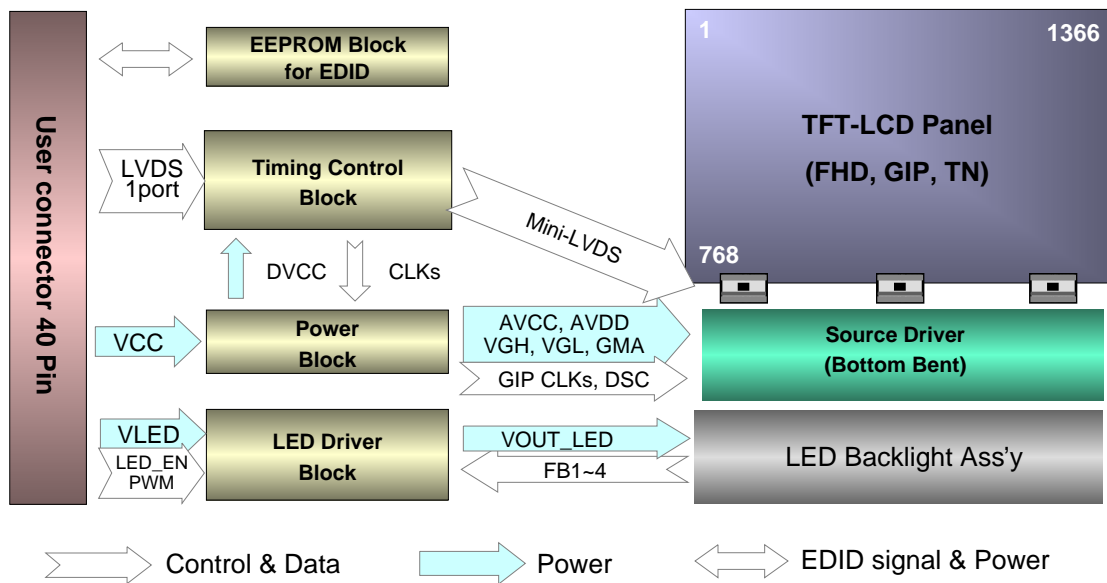 User connector 40 Pin
EEPROM Block
for EDID
LVDS
1port
Timing Control
Block
DVCC
CLKs
Mini-LVDS
1
1366
TFT-LCD Panel
(FHD, GIP, TN)
768
VCC
Power
Block
AVCC, AVDD
VGH, VGL, GMA
GIP CLKs, DSC
Source Driver
(Bottom Bent)
VLED
LED_EN
PWM
LED Driver
Block
VOUT_LED
FB1~4
LED Backlight Ass'y
Control & Data
Power
EDID signal & Power